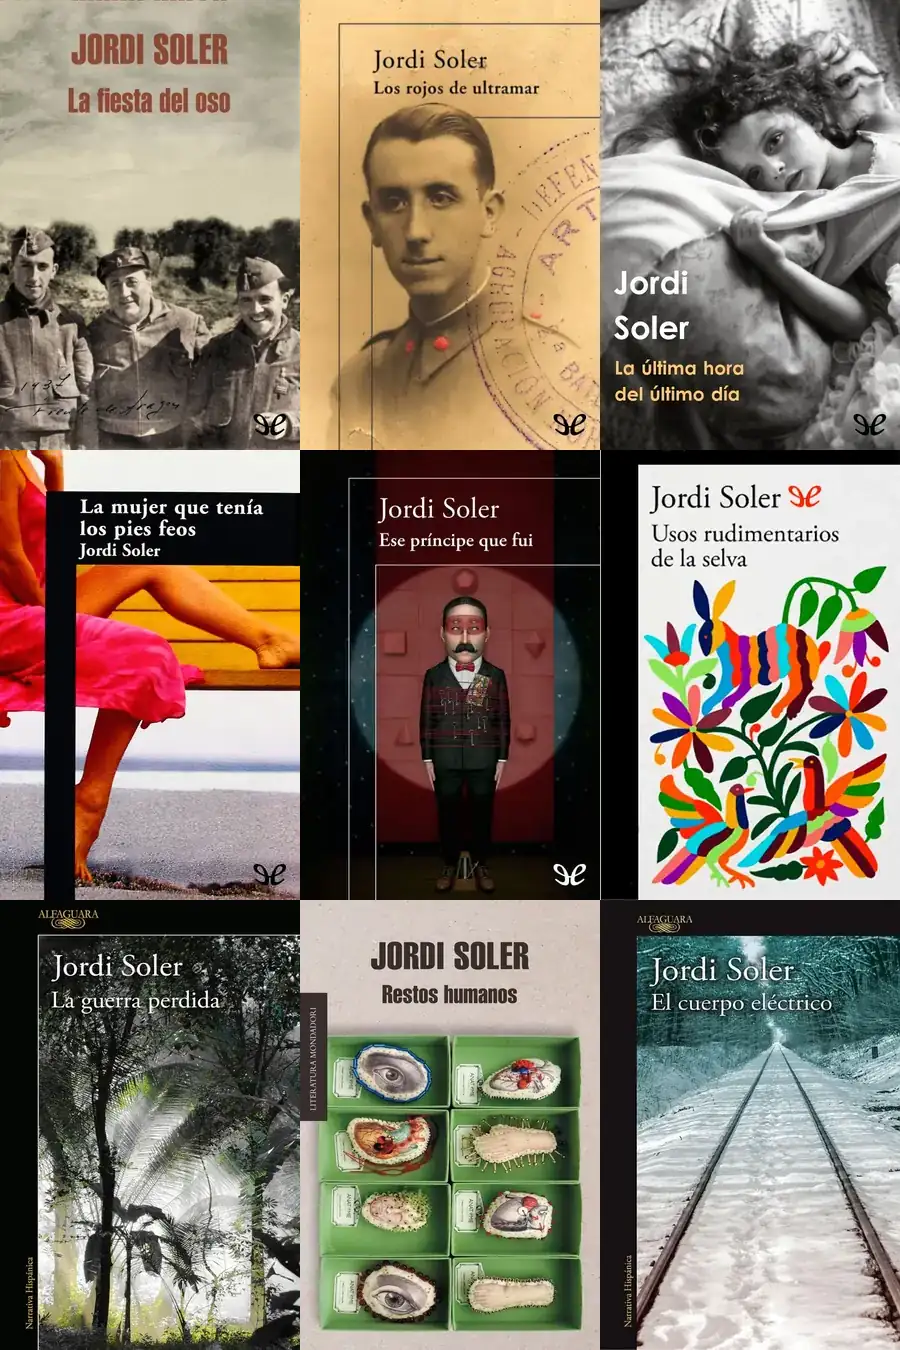 JORDI SOLER
La fiesta del oso
1937
Jordi Soler
Los rojos de ultramar
Jordi
Soler
La última hora
del último día
La mujer que tenía
los pies feos
Jordi Soler
Jordi Soler
Ese príncipe que fui
Jordi Soler
Usos rudimentarios
de la selva
ALFAGUARA
Jordi Soler
La guerra perdida
Narrativa Hispánica
JORDI SOLER
Restos humanos
LITERATURA MONDADORI
ALFAGUARA
Jordi Soler
El cuerpo eléctrico
Narrativa Hispánica